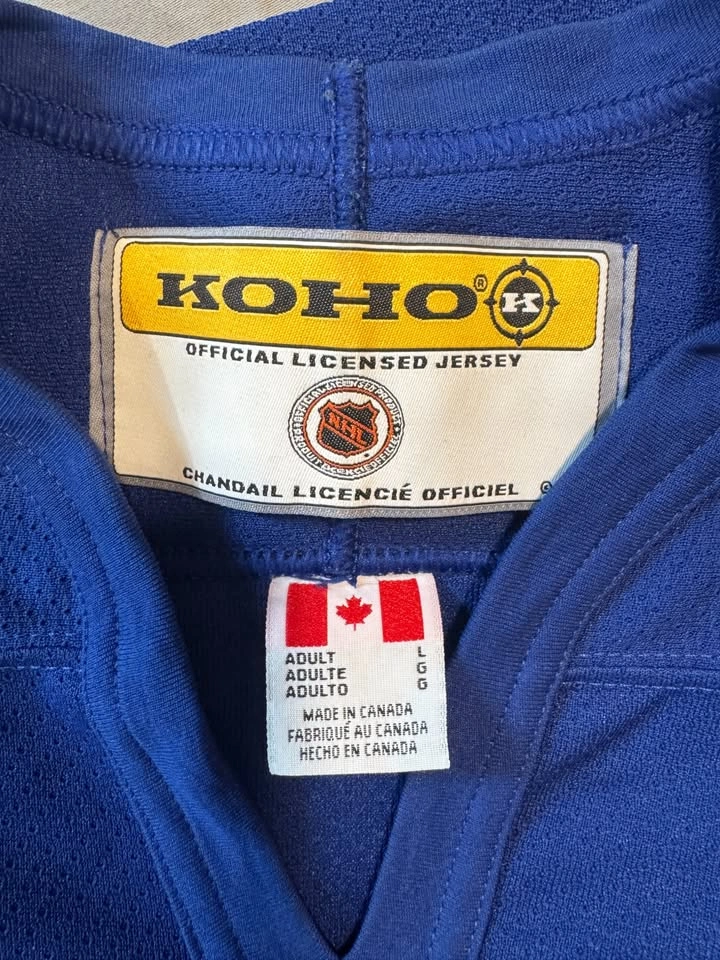 KOHO® K
OFFICIAL LICENSED JERSEY
NHL
CHANDAIL LICENCIÉ OFFICIEL
ADULT L
ADULTE G
ADULTO G
MADE IN CANADA
FABRIQUÉ AU CANADA
HECHO EN CANADA